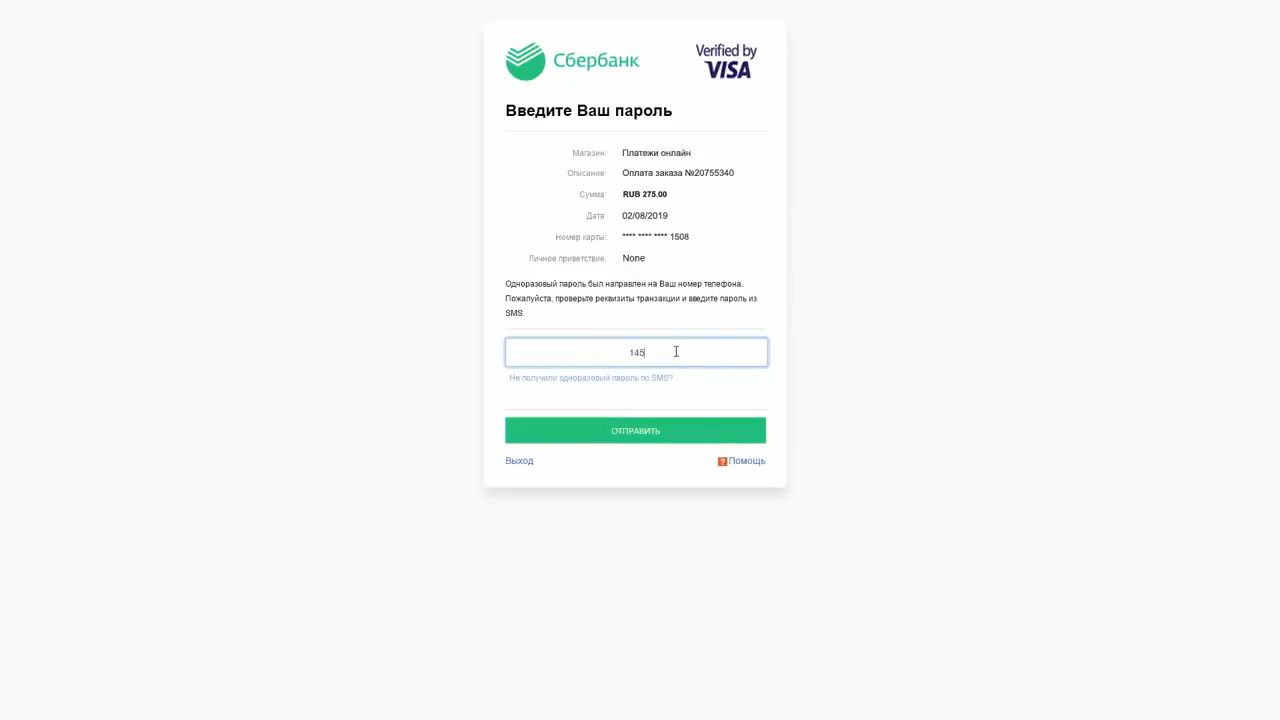 Сбербанк
Verified by
VISA
Введите Ваш пароль
Магазин: Платежи онлайн
Описание: Оплата заказа №20755340
Сумма: RUB 275.00
Дата: 02/08/2019
Номер карты: **** **** **** 1508
Личное приветствие: None
Одноразовый пароль был направлен на Ваш номер телефона.
Пожалуйста, проверьте реквизиты транзакции и введите пароль из
SMS.
145
Не получили одноразовый пароль по SMS?
ОТПРАВИТЬ
Выход ? Помощь